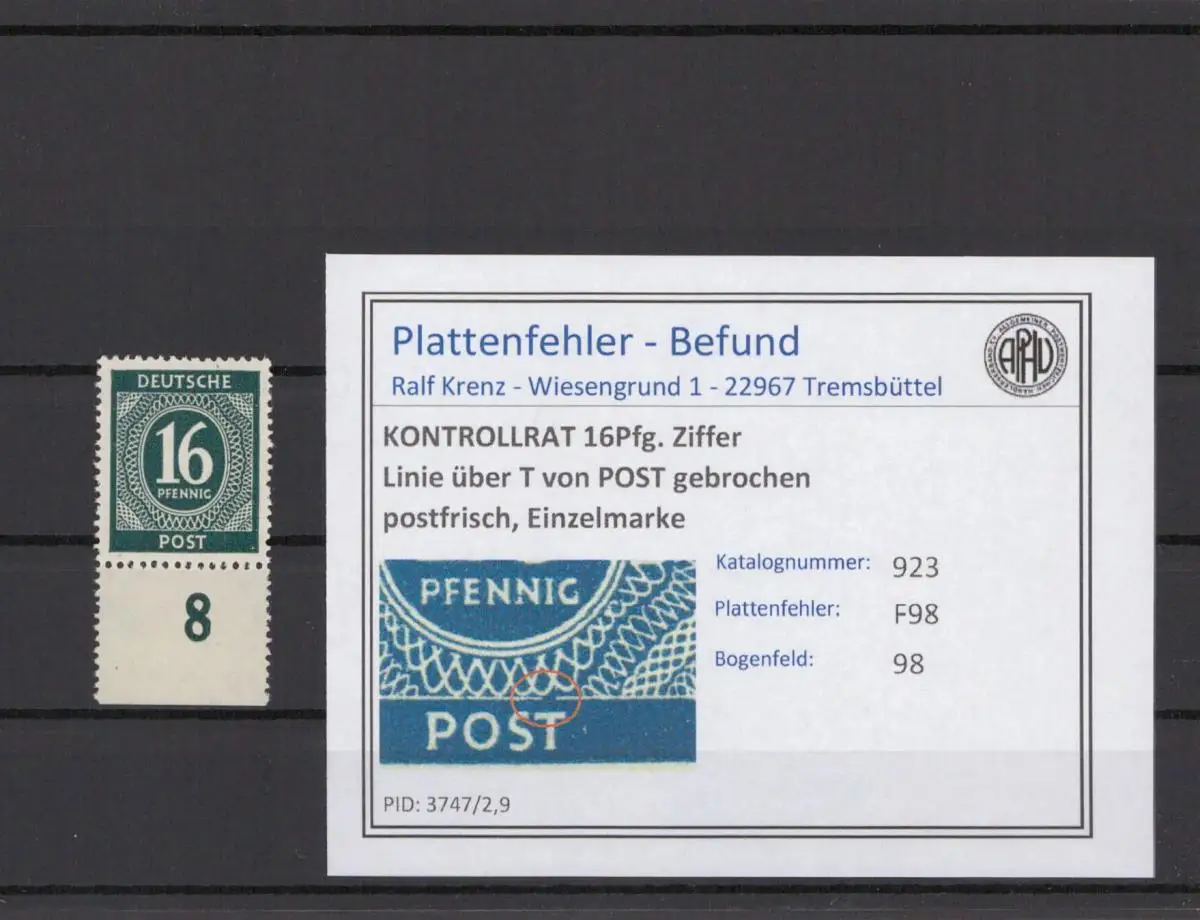 DEUTSCHE
16
PFENNIG
POST
8
Plattenfehler - Befund
Ralf Krenz - Wiesengrund 1 - 22967 Tremsbüttel
APHV
KONTROLLRAT 16Pfg. Ziffer
Linie über T von POST gebrochen
postfrisch, Einzelmarke
PFENNIG
POST
Katalognummer: 923
Plattenfehler: F98
Bogenfeld: 98
PID: 3747/2,9